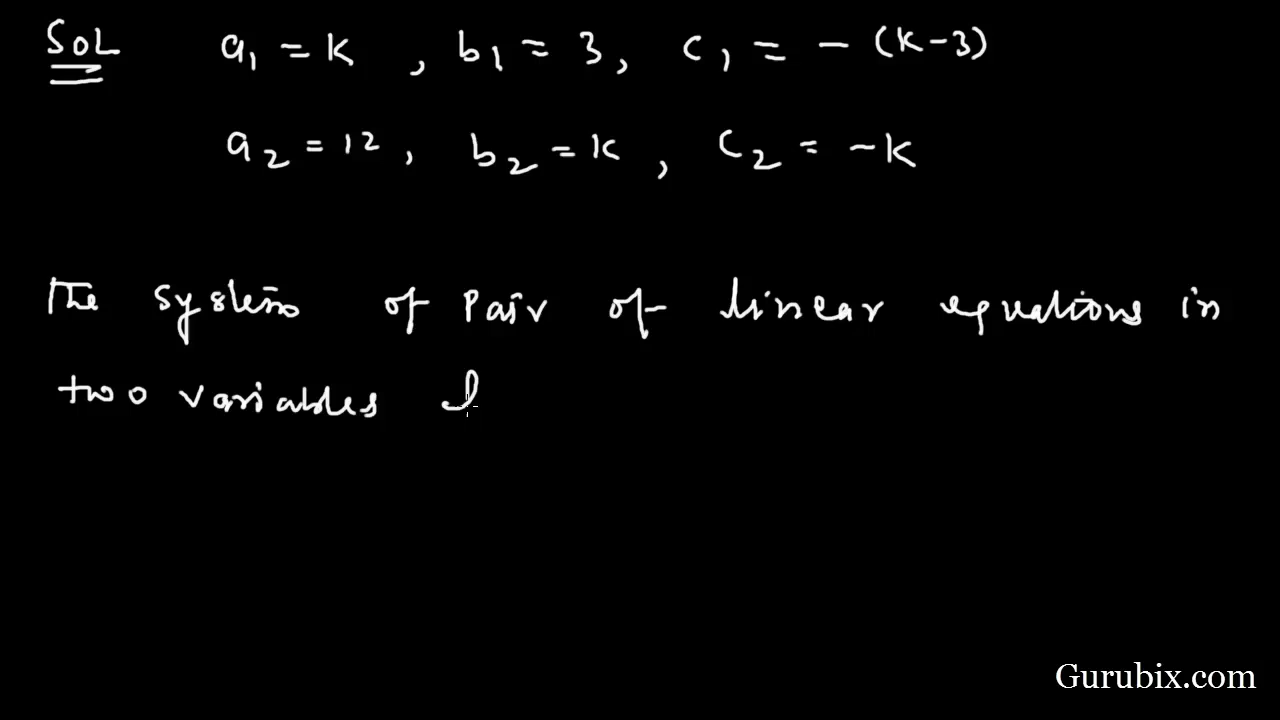 SOL a₁ = K , b₁ = 3, c₁ = - (K-3)
a₂ = 12 , b₂ = K , c₂ = - K
The system of pair of linear equations in
two variables
Gurubix.com